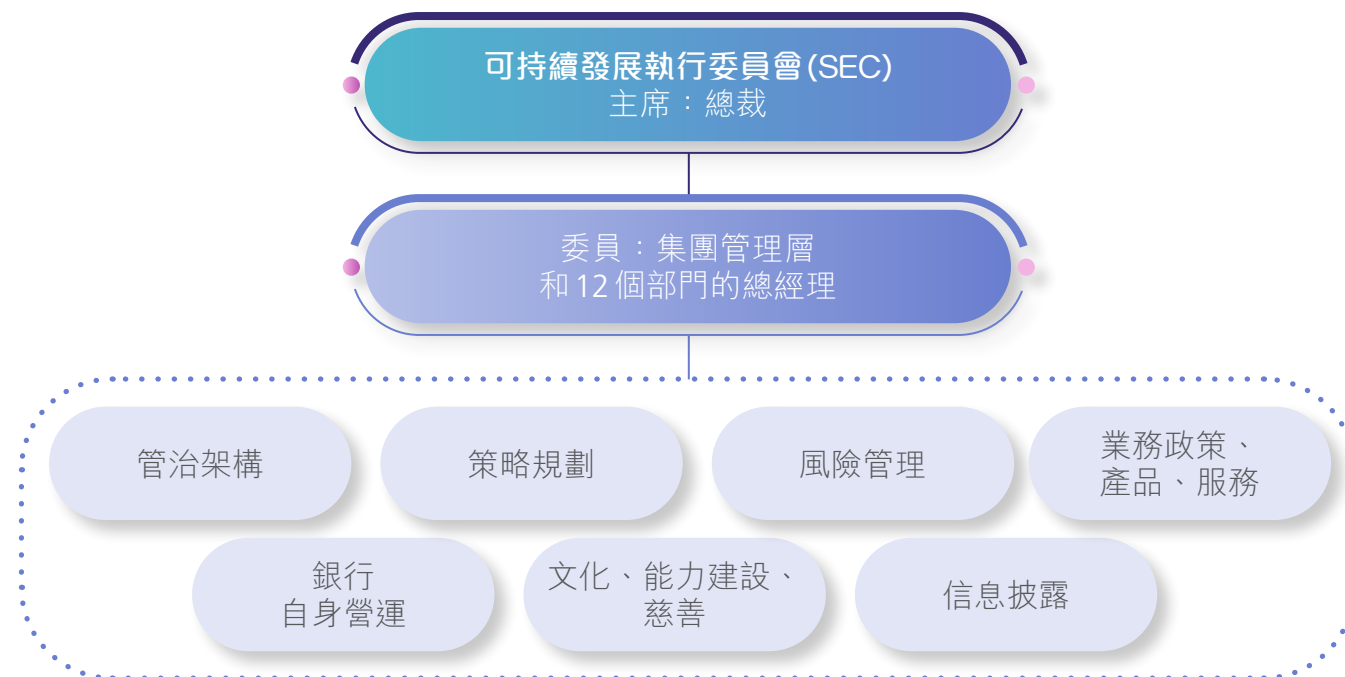 可持續發展執行委員會(SEC)
主席：總裁
委員：集團管理層
和12個部門的總經理
管治架構
策略規劃
風險管理
業務政策、
產品、服務
銀行
自身營運
文化、能力建設、
慈善
信息披露